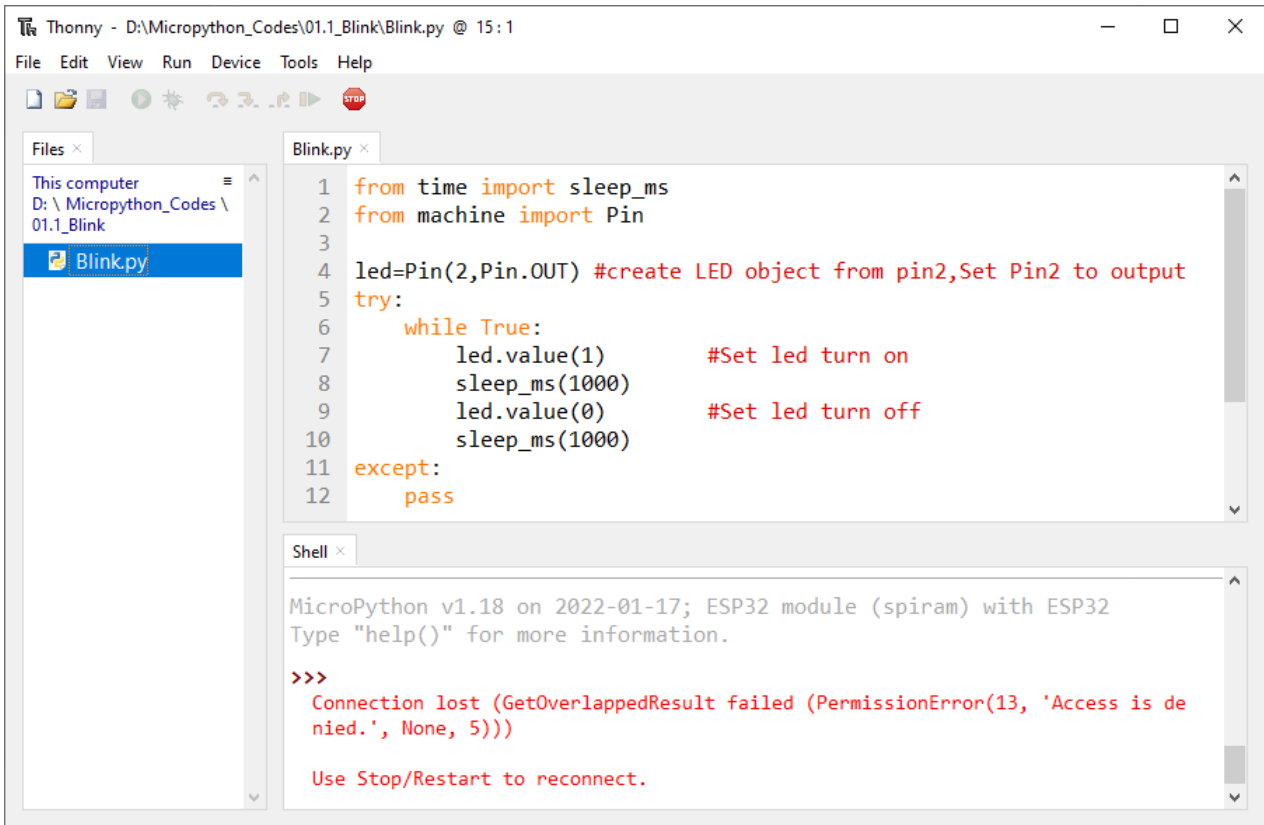 Thonny - D:\Micropython_Codes\01.1_Blink\Blink.py @ 15 : 1
File Edit View Run Device Tools Help
STOP
Files
This computer
D: \ Micropython_Codes \
01.1_Blink
Blink.py
Blink.py
1 from time import sleep_ms
2 from machine import Pin
3
4 led=Pin(2,Pin.OUT) #create LED object from pin2,Set Pin2 to output
5 try:
6     while True:
7         led.value(1)        #Set led turn on
8         sleep_ms(1000)
9         led.value(0)        #Set led turn off
10         sleep_ms(1000)
11 except:
12     pass
Shell
MicroPython v1.18 on 2022-01-17; ESP32 module (spiram) with ESP32
Type "help()" for more information.
>>>
Connection lost (GetOverlappedResult failed (PermissionError(13, 'Access is de
nied.', None, 5)))
Use Stop/Restart to reconnect.